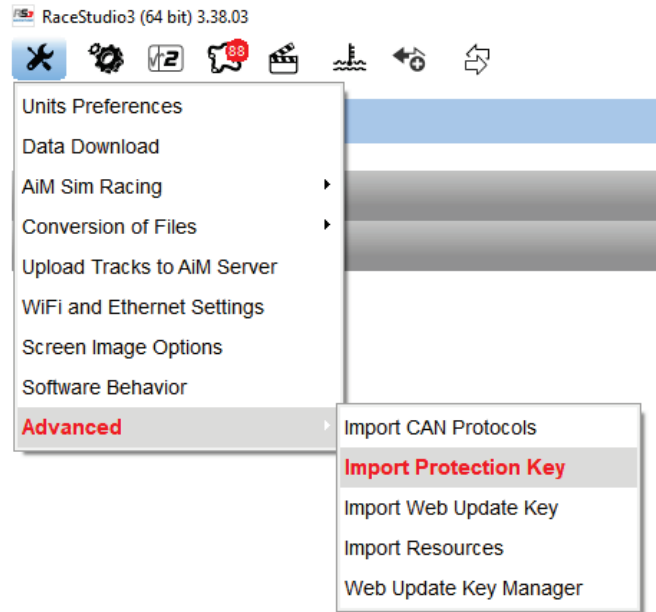 RS3 RaceStudio3 (64 bit) 3.38.03
88
Units Preferences
Data Download
AiM Sim Racing
Conversion of Files
Upload Tracks to AiM Server
WiFi and Ethernet Settings
Screen Image Options
Software Behavior
Advanced
Import CAN Protocols
Import Protection Key
Import Web Update Key
Import Resources
Web Update Key Manager